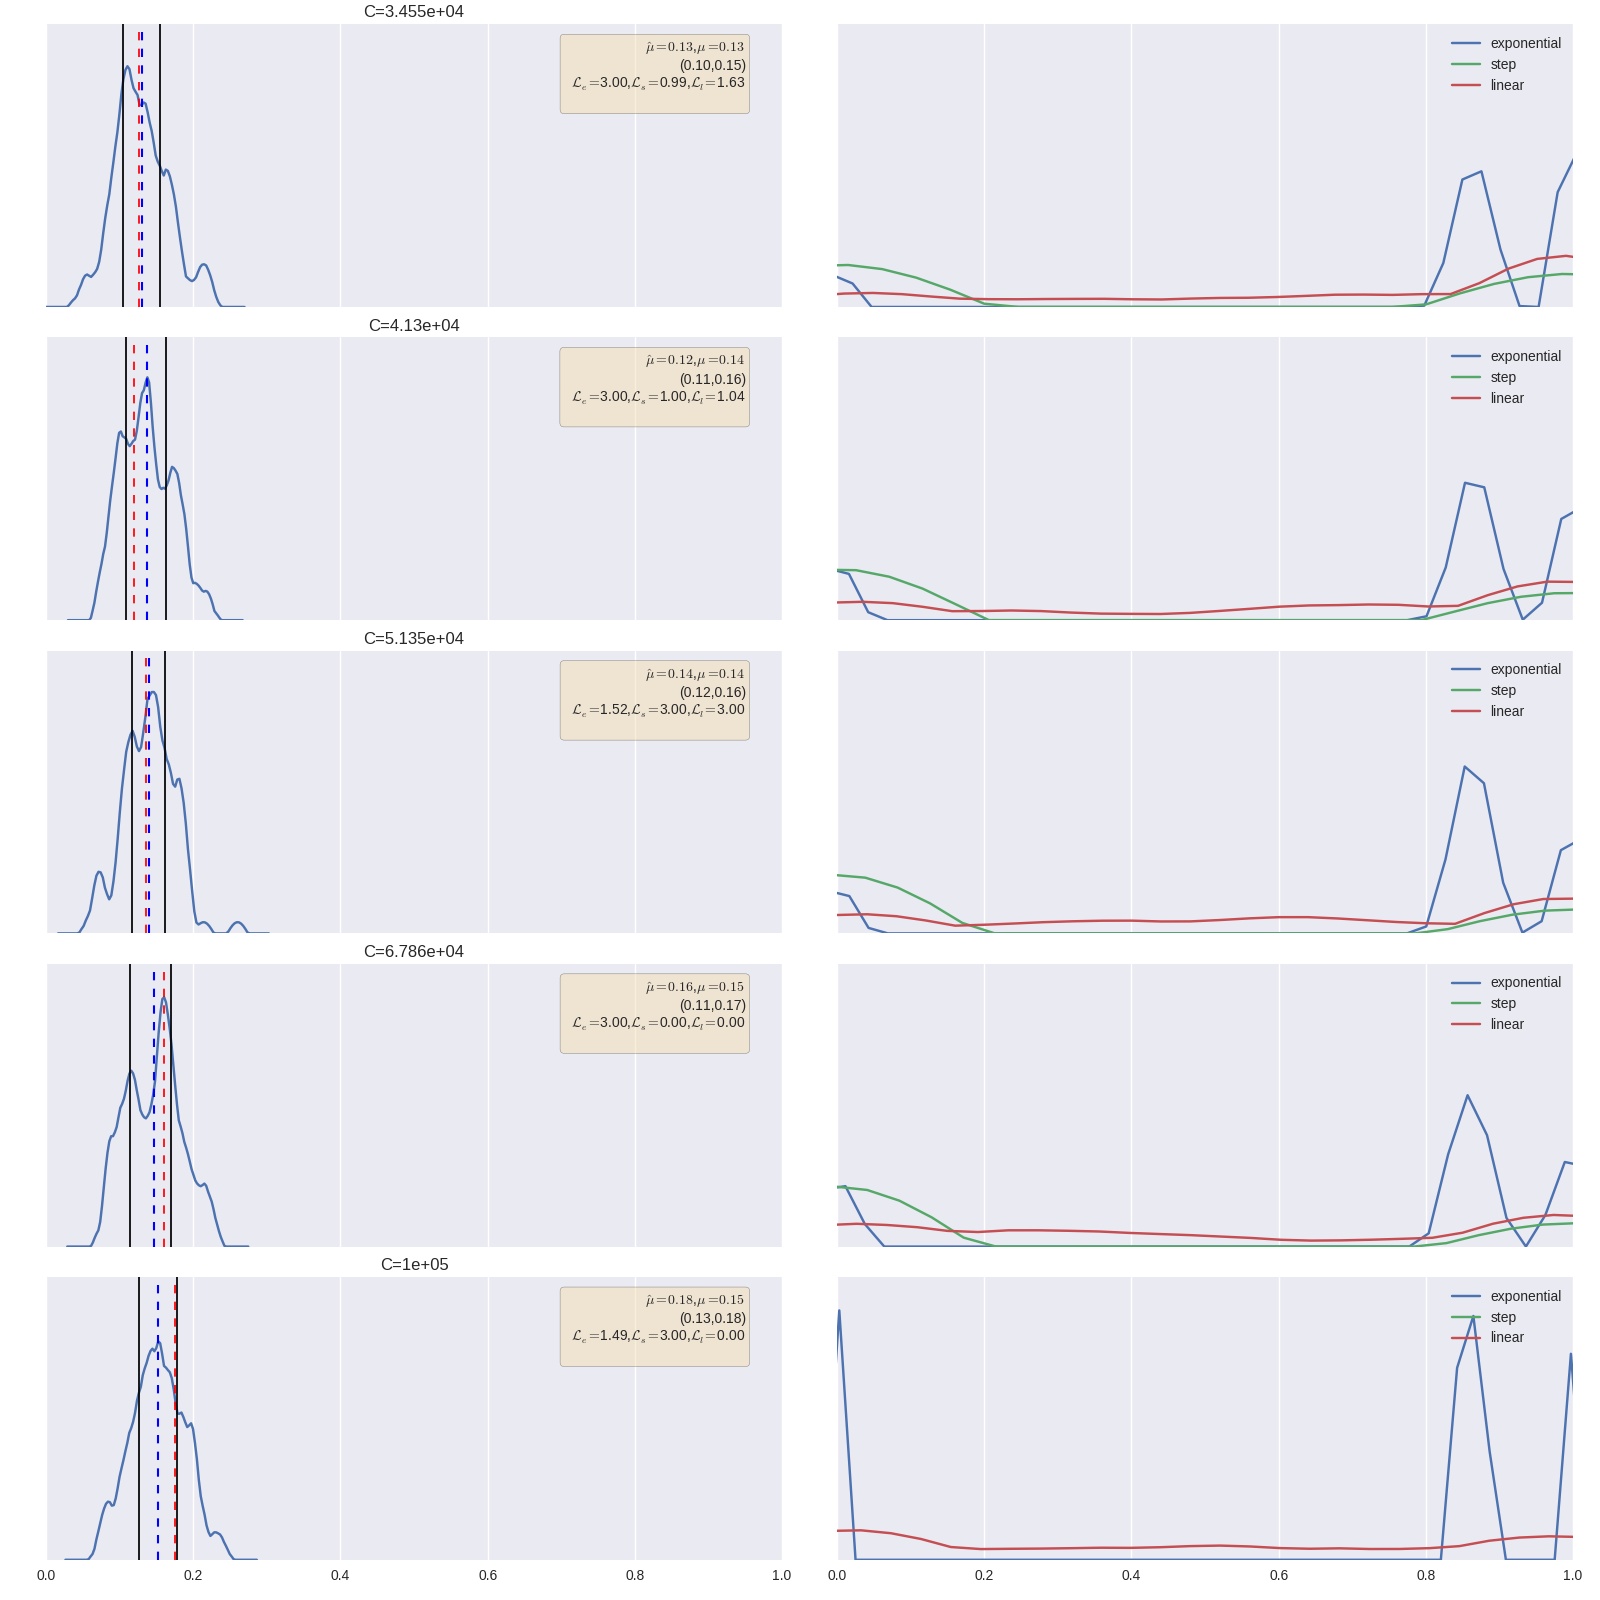 C=3.455e+04
μ̂=0.13,μ=0.13
(0.10,0.15)
ℒₑ=3.00,ℒₛ=0.99,ℒₗ=1.63
exponential
step
linear
C=4.13e+04
μ̂=0.12,μ=0.14
(0.11,0.16)
ℒₑ=3.00,ℒₛ=1.00,ℒₗ=1.04
exponential
step
linear
C=5.135e+04
μ̂=0.14,μ=0.14
(0.12,0.16)
ℒₑ=1.52,ℒₛ=3.00,ℒₗ=3.00
exponential
step
linear
C=6.786e+04
μ̂=0.16,μ=0.15
(0.11,0.17)
ℒₑ=3.00,ℒₛ=0.00,ℒₗ=0.00
exponential
step
linear
C=1e+05
μ̂=0.18,μ=0.15
(0.13,0.18)
ℒₑ=1.49,ℒₛ=3.00,ℒₗ=0.00
exponential
step
linear
0.0 0.2 0.4 0.6 0.8 1.0
0.0 0.2 0.4 0.6 0.8 1.0